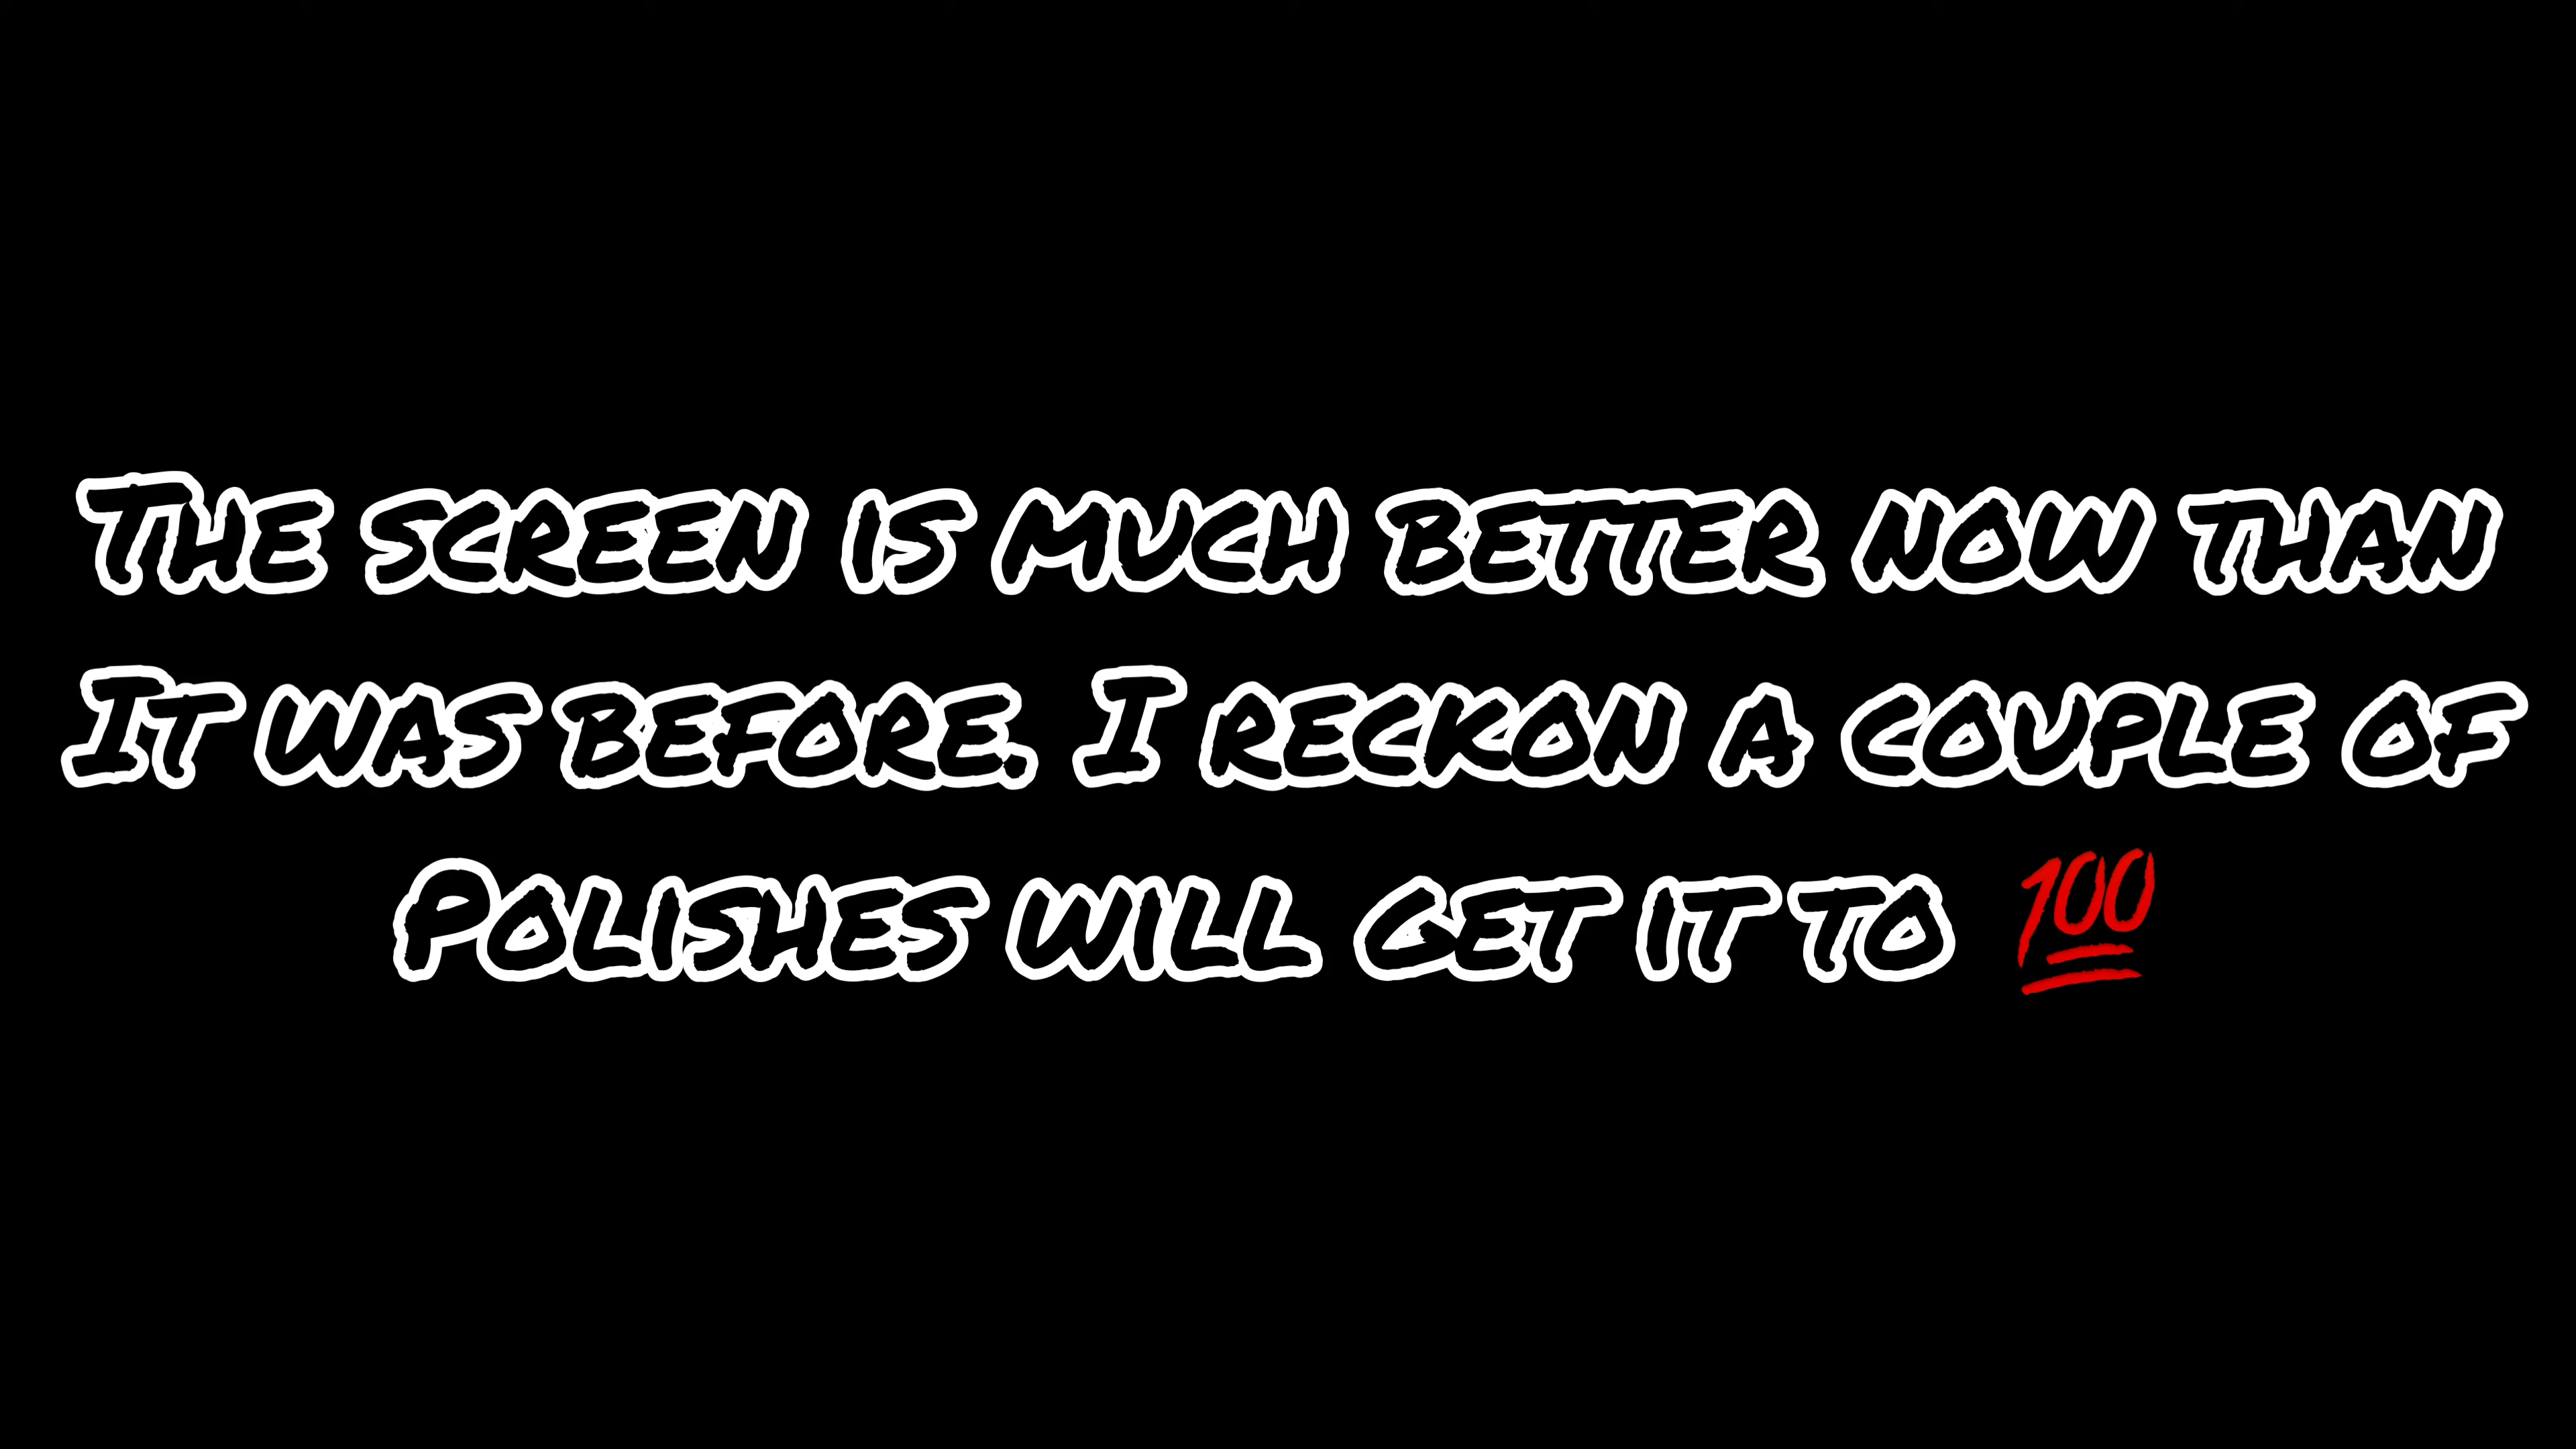 The screen is much better now than
It was before. I reckon a couple of
Polishes will get it to 💯